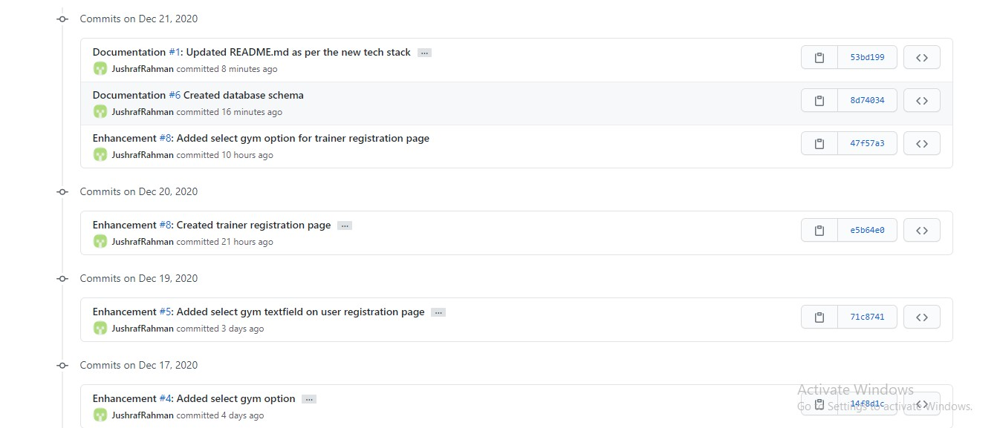 Commits on Dec 21, 2020
Documentation #1: Updated README.md as per the new tech stack ...
53bd199
JushrafRahman committed 8 minutes ago
Documentation #6 Created database schema
8d74034
JushrafRahman committed 16 minutes ago
Enhancement #8: Added select gym option for trainer registration page
47f57a3
JushrafRahman committed 10 hours ago
Commits on Dec 20, 2020
Enhancement #8: Created trainer registration page ...
e5b64e0
JushrafRahman committed 21 hours ago
Commits on Dec 19, 2020
Enhancement #5: Added select gym textfield on user registration page ...
71c8741
JushrafRahman committed 3 days ago
Commits on Dec 17, 2020
Enhancement #4: Added select gym option ...
14f8d1c
JushrafRahman committed 4 days ago
Activate Windows
Go to Settings to activate Windows.